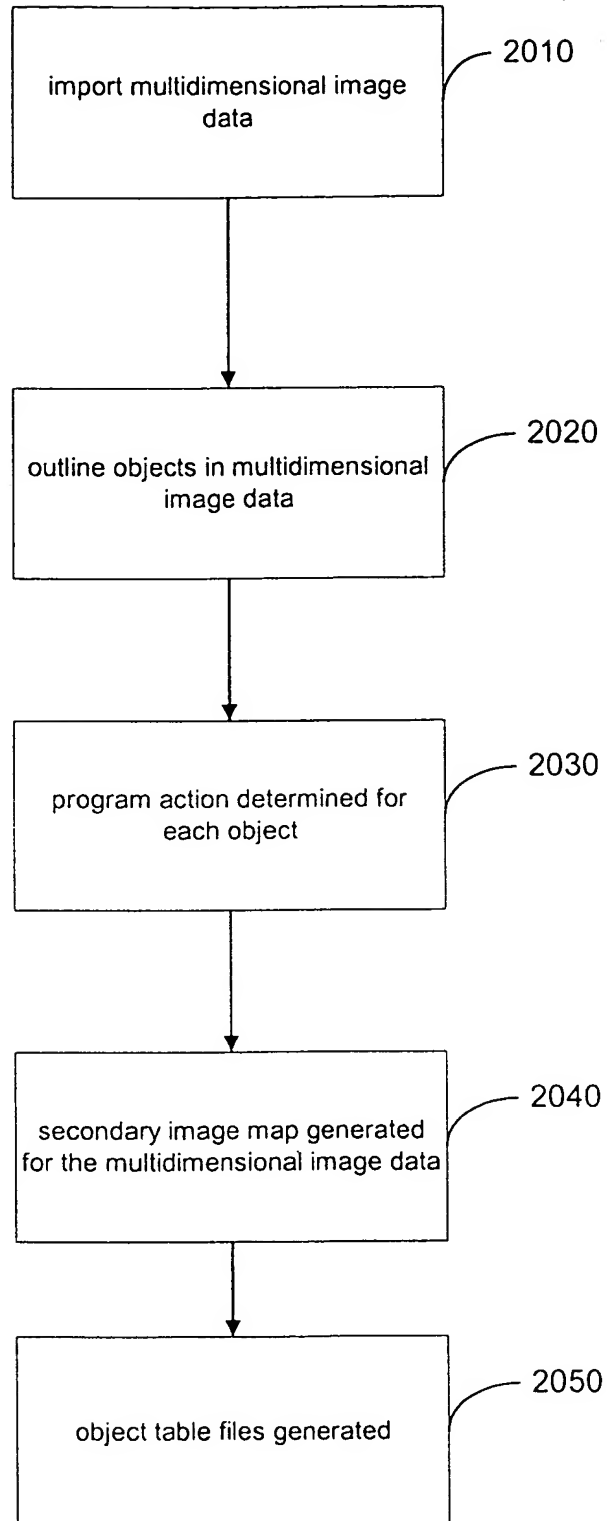 2010
import multidimensional image
data
2020
outline objects in multidimensional
image data
2030
program action determined for
each object
2040
secondary image map generated
for the multidimensional image data
2050
object table files generated